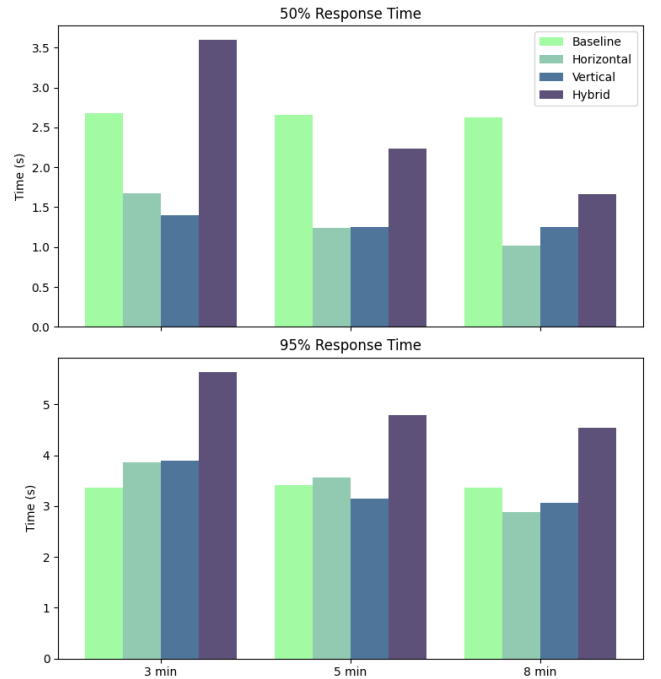 50% Response Time
3.5
3.0
2.5
2.0
1.5
1.0
0.5
0.0
Time (s)
Baseline
Horizontal
Vertical
Hybrid
95% Response Time
5
4
3
2
1
0
Time (s)
3 min
5 min
8 min